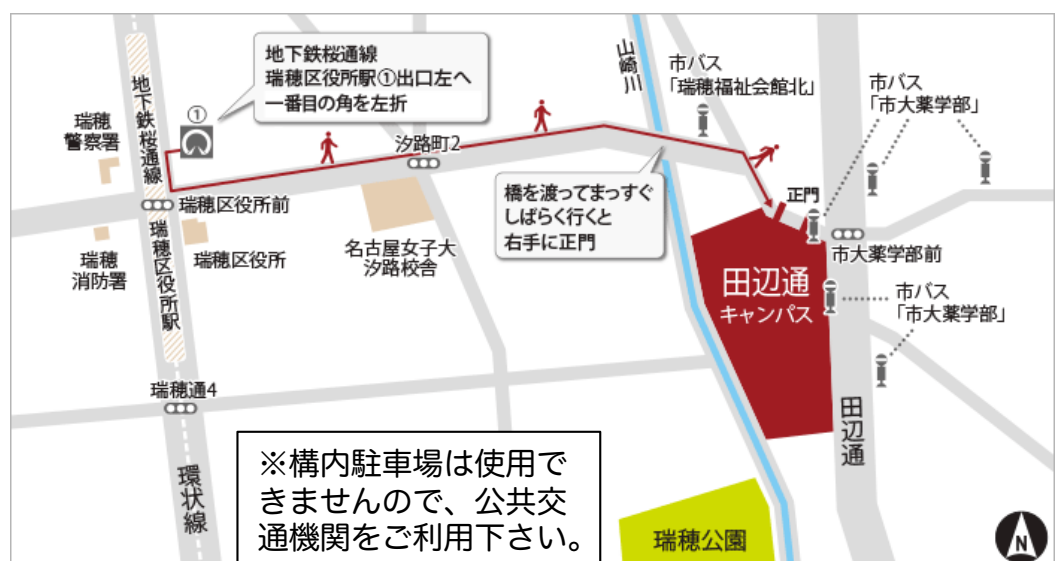 地下鉄桜通線
瑞穂区役所駅①出口左へ
一番目の角を左折
山崎川
市バス
「瑞穂福祉会館北」
市バス
「市大薬学部」
地下鉄桜通線
①
瑞穂
警察署
汐路町2
橋を渡ってまっすぐ
しばらく行くと
右手に正門
正門
瑞穂区役所前
瑞穂
消防署
瑞穂区役所駅
瑞穂区役所
名古屋女子大
汐路校舎
市大薬学部前
田辺通
キャンパス
市バス
「市大薬学部」
瑞穂通4
田辺通
環状線
※構内駐車場は使用で
きませんので、公共交
通機関をご利用下さい。
瑞穂公園
N